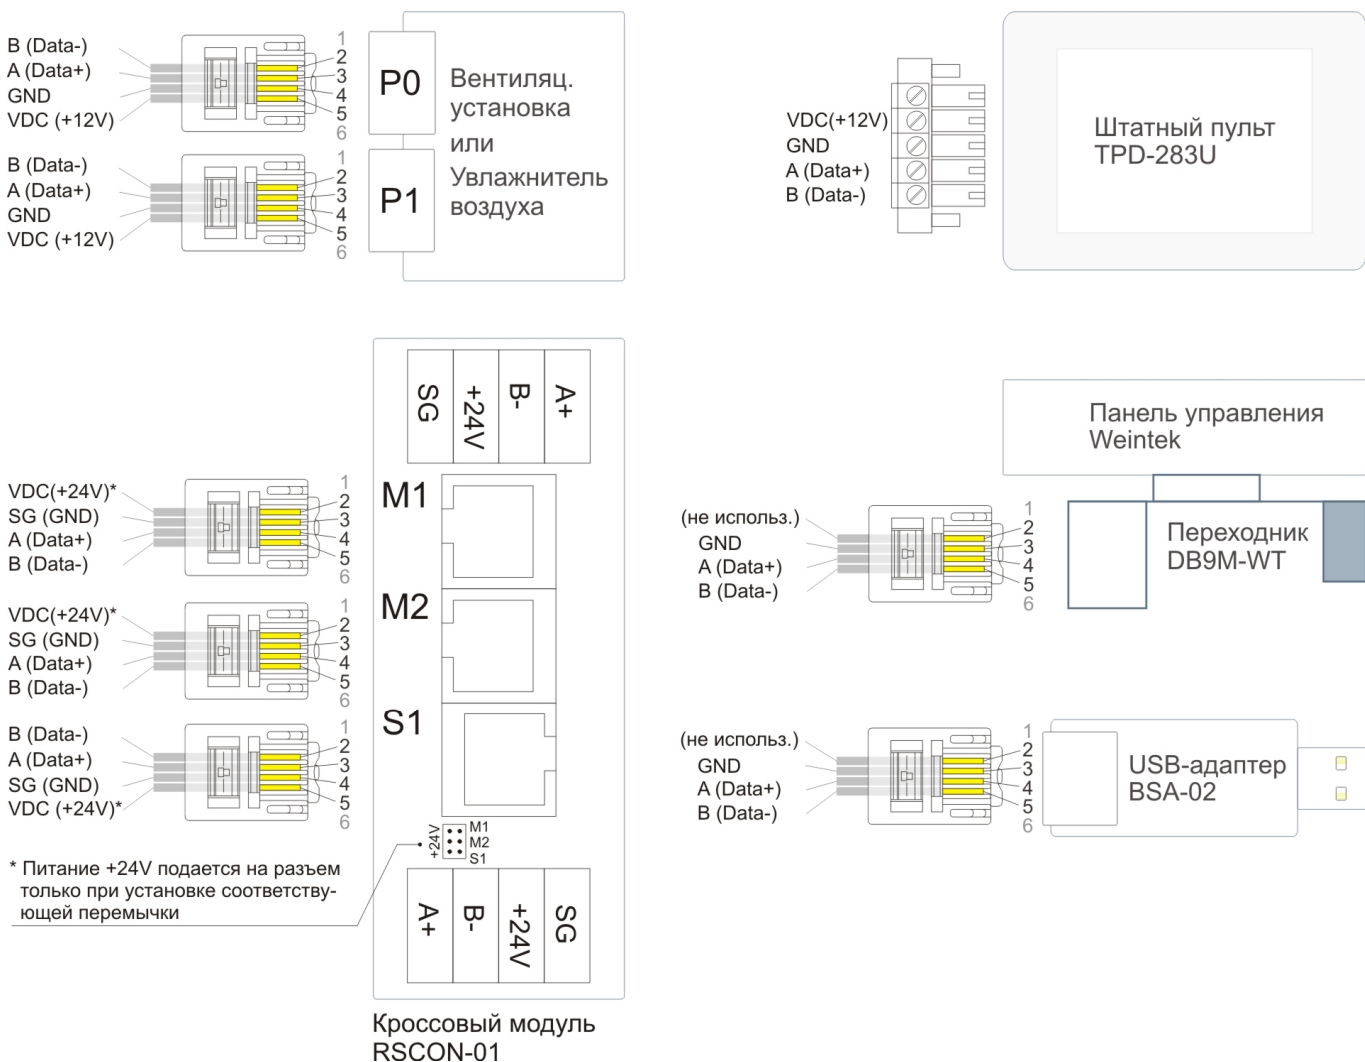 B (Data-)
A (Data+)
GND
VDC (+12V)
1
2
3
4
5
6
P0
B (Data-)
A (Data+)
GND
VDC (+12V)
1
2
3
4
5
6
P1
Вентиляц.
установка
или
Увлажнитель
воздуха
VDC(+12V)
GND
A (Data+)
B (Data-)
Штатный пульт
TPD-283U
SG
+24V
B-
A+
VDC(+24V)*
SG (GND)
A (Data+)
B (Data-)
1
2
3
4
5
6
M1
VDC(+24V)*
SG (GND)
A (Data+)
B (Data-)
1
2
3
4
5
6
M2
B (Data-)
A (Data+)
SG (GND)
VDC (+24V)*
1
2
3
4
5
6
S1
+24V
M1
M2
S1
* Питание +24V подается на разъем
только при установке соответству-
ющей перемычки
A+
B-
+24V
SG
Кроссовый модуль
RSCON-01
Панель управления
Weintek
(не использ.)
GND
A (Data+)
B (Data-)
1
2
3
4
5
6
Переходник
DB9M-WT
(не использ.)
GND
A (Data+)
B (Data-)
1
2
3
4
5
6
USB-адаптер
BSA-02